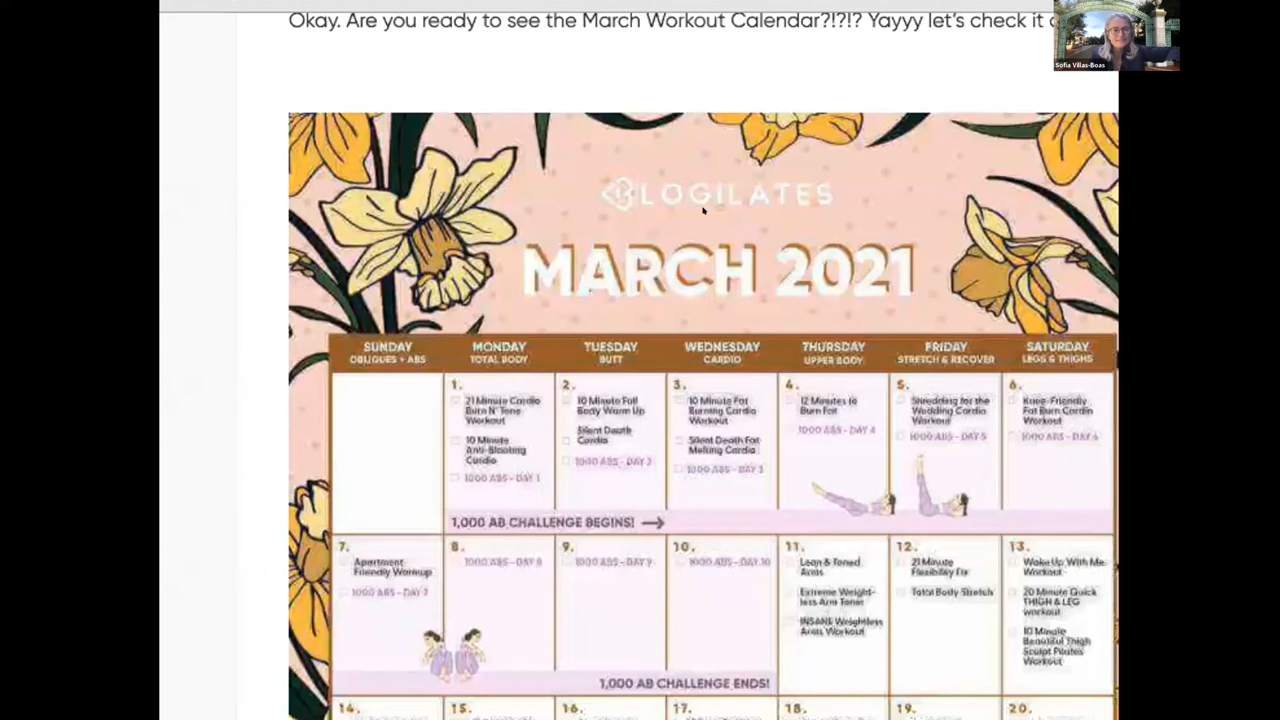 Okay. Are you ready to see the March Workout Calendar?!?!? Yayyy let's check it
Sofia Villas-Boas
BLOGILATES
MARCH 2021
SUNDAY
OBLIQUES + ABS
MONDAY
TOTAL BODY
TUESDAY
BUTT
WEDNESDAY
CARDIO
THURSDAY
UPPER BODY
FRIDAY
STRETCH & RECOVER
SATURDAY
LEGS & THIGHS
1.
21 Minute Cardio
Burn N' Tone
Workout
10 Minute
Anti-Bloating
Cardio
1000 ABS - DAY 1
2.
10 Minute Full
Body Warm Up
Silent Death
Cardio
1000 ABS - DAY 2
3.
10 Minute Fat
Burning Cardio
Workout
Silent Death Fat
Melting Cardio
1000 ABS - DAY 3
4.
12 Minutes to
Burn Fat
1000 ABS - DAY 4
5.
Shredding for the
Wedding Cardio
Workout
1000 ABS - DAY 5
6.
Knee-Friendly
Fat Burn Cardio
Workout
1000 ABS - DAY 6
1,000 AB CHALLENGE BEGINS!
7.
Apartment
Friendly Warmup
1000 ABS - DAY 7
8.
1000 ABS - DAY 8
9.
1000 ABS - DAY 9
10.
1000 ABS - DAY 10
11.
Lean & Toned
Arms
Extreme Weight-
less Arm Toner
INSANE Weightless
Arms Workout
12.
21 Minute
Flexibility Fix
Total Body Stretch
13.
Wake Up With Me
Workout
20 Minute Quick
THIGH & LEG
workout
10 Minute
Beautiful Thigh
Sculpt Pilates
Workout
1,000 AB CHALLENGE ENDS!
14.
15.
16.
17.
18.
19.
20.